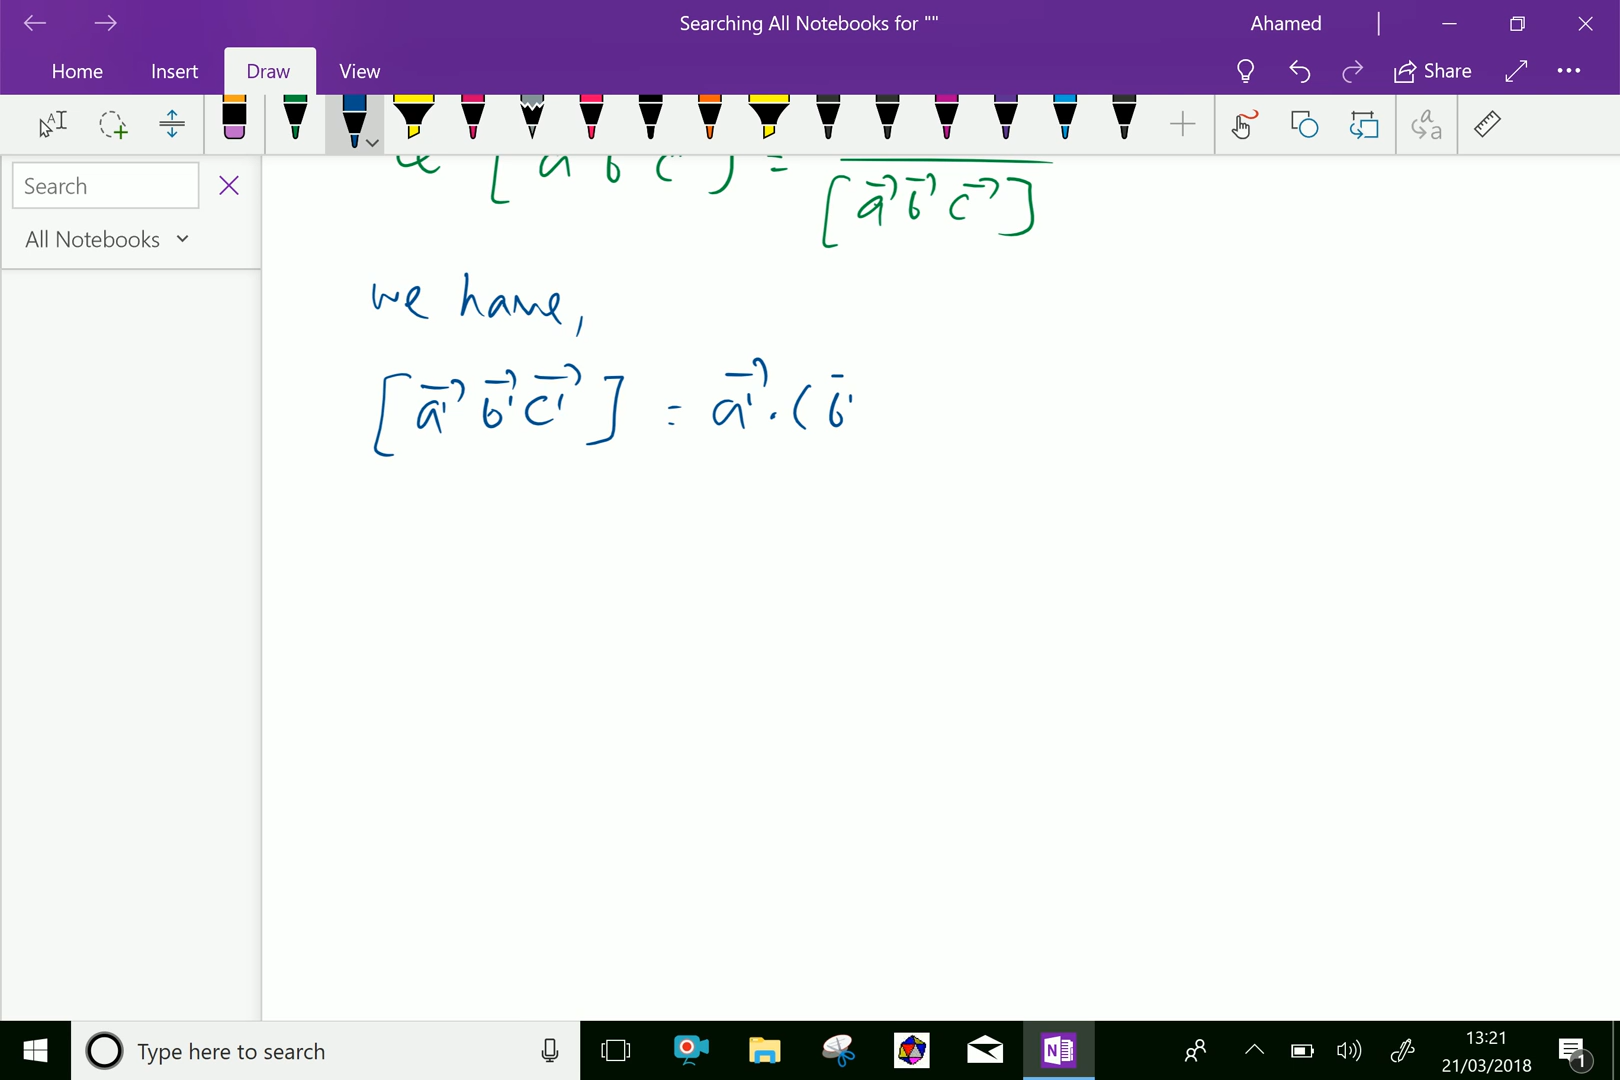 Searching All Notebooks for ""
Ahamed
Home Insert Draw View
Share
Search
All Notebooks
[a⃗ b⃗ c⃗]
we have,
[a⃗' b⃗' c⃗'] = a⃗' . ( b̄'
Type here to search
13:21
21/03/2018
1